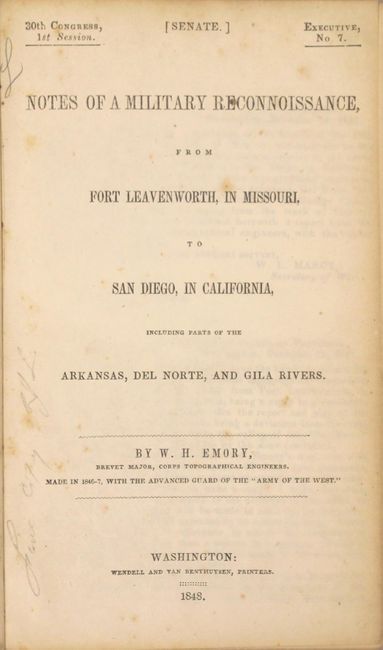 30th Congress, [SENATE.] Executive,
1st Session. No 7.
NOTES OF A MILITARY RECONNOISSANCE,
FROM
FORT LEAVENWORTH, IN MISSOURI,
TO
SAN DIEGO, IN CALIFORNIA,
INCLUDING PARTS OF THE
ARKANSAS, DEL NORTE, AND GILA RIVERS.
BY W. H. EMORY,
BREVET MAJOR, CORPS TOPOGRAPHICAL ENGINEERS.
MADE IN 1846-7, WITH THE ADVANCED GUARD OF THE "ARMY OF THE WEST."
WASHINGTON:
WENDELL AND VAN BENTHUYSEN, PRINTERS.
1848.